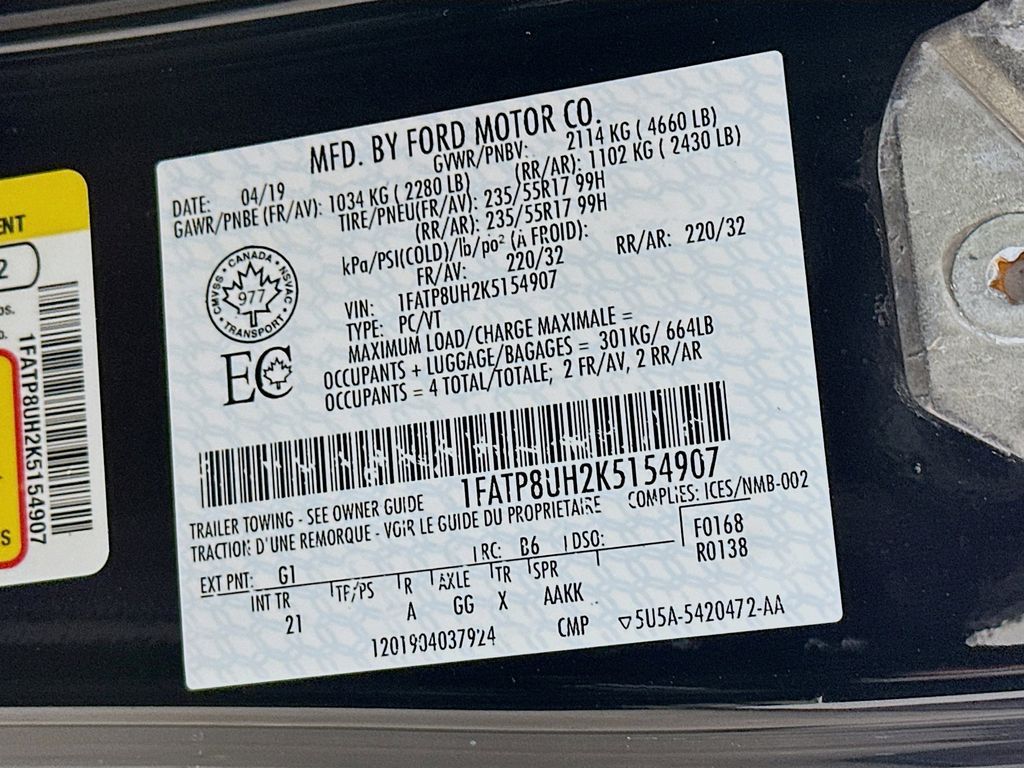 MFD. BY FORD MOTOR CO.
DATE: 04/19 GVWR/PNBV: 2114 KG ( 4660 LB)
GAWR/PNBE (FR/AV): 1034 KG ( 2280 LB) (RR/AR): 1102 KG ( 2430 LB)
TIRE/PNEU(FR/AV): 235/55R17 99H
(RR/AR): 235/55R17 99H
kPa/PSI(COLD)/lb/po² (A FROID):
FR/AV: 220/32 RR/AR: 220/32
VIN: 1FATP8UH2K5154907
TYPE: PC/VT
MAXIMUM LOAD/CHARGE MAXIMALE =
OCCUPANTS + LUGGAGE/BAGAGES = 301KG/ 664LB
OCCUPANTS = 4 TOTAL/TOTALE; 2 FR/AV, 2 RR/AR
CMVSS • CANADA • NSVAC • TRANSPORT
977
EC
1FATP8UH2K5154907
TRAILER TOWING - SEE OWNER GUIDE
TRACTION D'UNE REMORQUE - VOIR LE GUIDE DU PROPRIETAIRE
COMPLIES: ICES/NMB-002
EXT PNT: G1 RC: B6 DSO: F0168
R0138
INT TR TF/PS R AXLE TR SPR
21 A GG X AAKK
1201904037924 CMP ▽5U5A-5420472-AA
ENT
2
1FATP8UH2K5154907